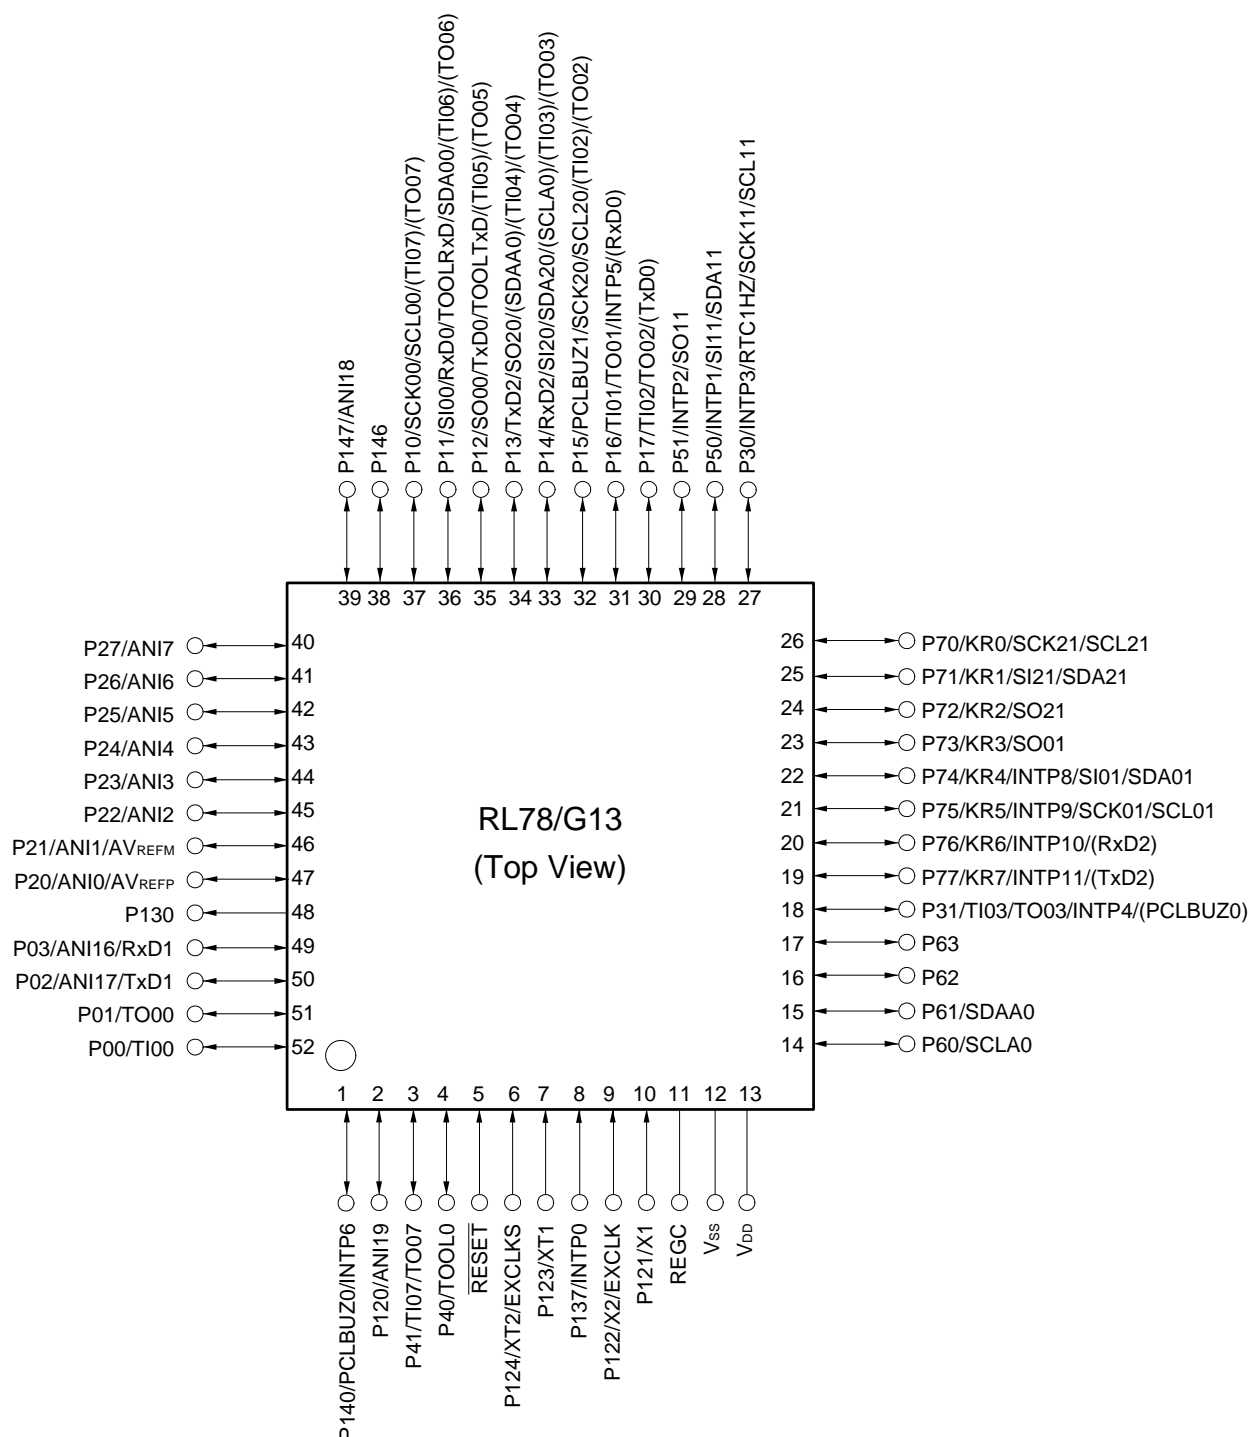 P147/ANI18
P146
P10/SCK00/SCL00/(TI07)/(TO07)
P11/SI00/RxD0/TOOLRxD/SDA00/(TI06)/(TO06)
P12/SO00/TxD0/TOOLTxD/(TI05)/(TO05)
P13/TxD2/SO20/(SDAA0)/(TI04)/(TO04)
P14/RxD2/SI20/SDA20/(SCLA0)/(TI03)/(TO03)
P15/PCLBUZ1/SCK20/SCL20/(TI02)/(TO02)
P16/TI01/TO01/INTP5/(RxD0)
P17/TI02/TO02/(TxD0)
P51/INTP2/SO11
P50/INTP1/SI11/SDA11
P30/INTP3/RTC1HZ/SCK11/SCL11
39 38 37 36 35 34 33 32 31 30 29 28 27
P27/ANI7 40
P26/ANI6 41
P25/ANI5 42
P24/ANI4 43
P23/ANI3 44
P22/ANI2 45
P21/ANI1/AVREFM 46
P20/ANI0/AVREFP 47
P130 48
P03/ANI16/RxD1 49
P02/ANI17/TxD1 50
P01/TO00 51
P00/TI00 52
RL78/G13
(Top View)
26 P70/KR0/SCK21/SCL21
25 P71/KR1/SI21/SDA21
24 P72/KR2/SO21
23 P73/KR3/SO01
22 P74/KR4/INTP8/SI01/SDA01
21 P75/KR5/INTP9/SCK01/SCL01
20 P76/KR6/INTP10/(RxD2)
19 P77/KR7/INTP11/(TxD2)
18 P31/TI03/TO03/INTP4/(PCLBUZ0)
17 P63
16 P62
15 P61/SDAA0
14 P60/SCLA0
1 2 3 4 5 6 7 8 9 10 11 12 13
P140/PCLBUZ0/INTP6
P120/ANI19
P41/TI07/TO07
P40/TOOL0
RESET
P124/XT2/EXCLKS
P123/XT1
P137/INTP0
P122/X2/EXCLK
P121/X1
REGC
VSS
VDD